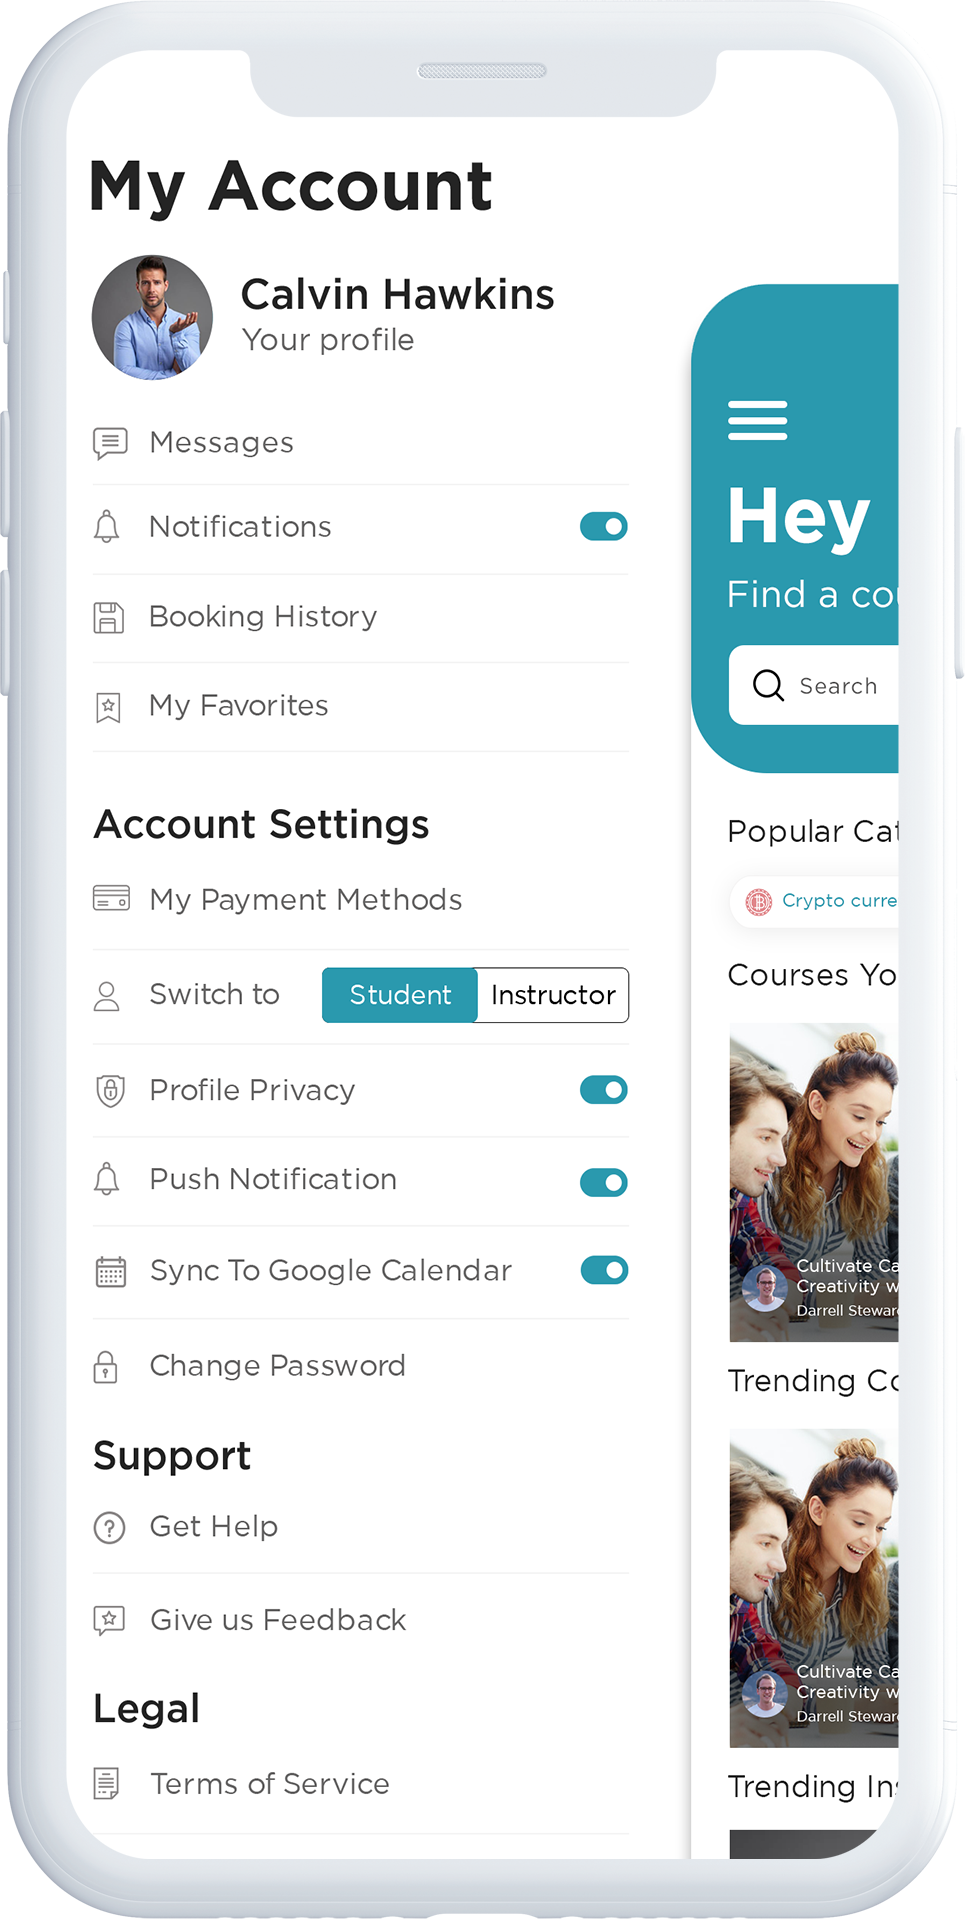 My Account
Calvin Hawkins
Your profile
Messages
Notifications
Booking History
My Favorites
Account Settings
My Payment Methods
Switch to Student Instructor
Profile Privacy
Push Notification
Sync To Google Calendar
Change Password
Support
Get Help
Give us Feedback
Legal
Terms of Service
Hey
Find a co
Search
Popular Cat
Crypto curre
Courses Yo
Cultivate Ca
Creativity w
Darrell Stewar
Trending Co
Cultivate Ca
Creativity w
Darrell Stewar
Trending Ins